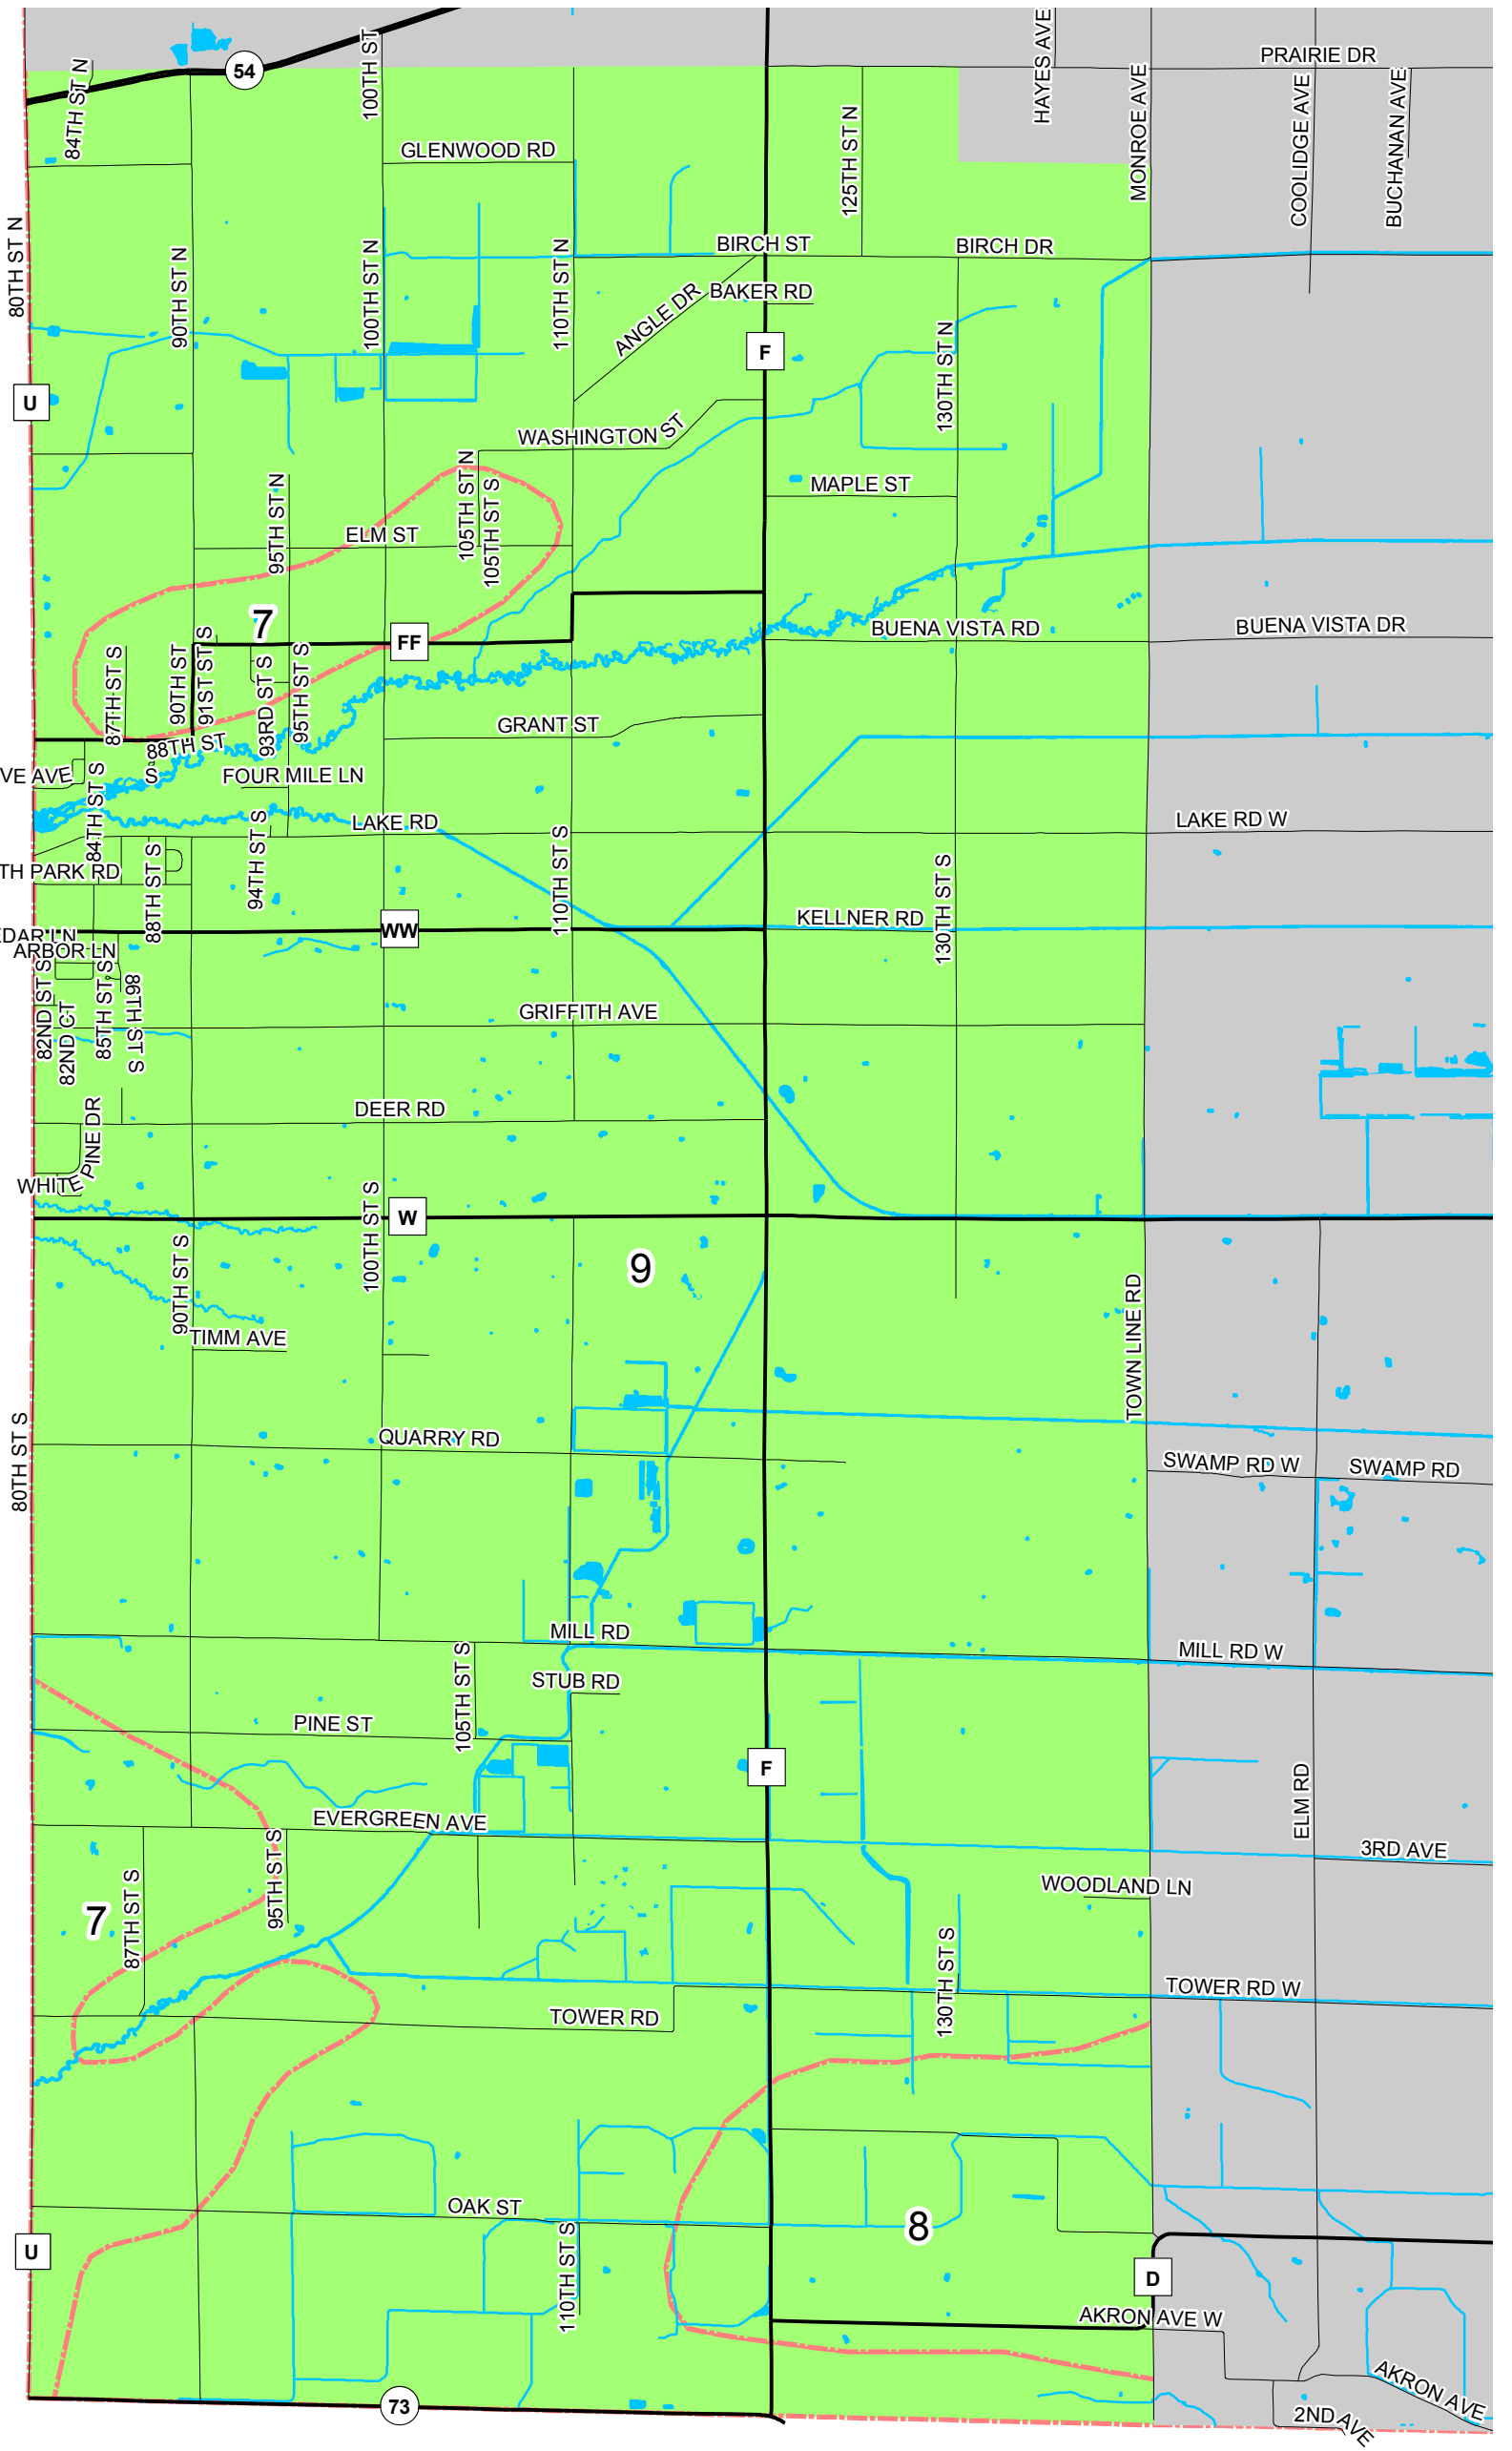 HAYES AVE
100TH ST
PRAIRIE DR
54
84TH ST N
MONROE AVE
COOLIDGE AVE
BUCHANAN AVE
125TH ST N
GLENWOOD RD
80TH ST N
90TH ST N
100TH ST N
110TH ST N
BIRCH ST
BIRCH DR
BAKER RD
ANGLE DR
F
130TH ST N
U
WASHINGTON ST
95TH ST N
105TH ST N
105TH ST S
MAPLE ST
ELM ST
7
FF
BUENA VISTA RD
BUENA VISTA DR
87TH ST S
90TH ST
91ST ST S
93RD ST S
95TH ST S
GRANT ST
88TH ST S
VE AVE
FOUR MILE LN
84TH ST S
94TH ST S
LAKE RD
LAKE RD W
110TH ST S
TH PARK RD
88TH ST S
130TH ST S
KELLNER RD
WW
EDAR LN
ARBOR LN
82ND ST S
82ND CT
85TH ST S
86TH ST S
GRIFFITH AVE
DEER RD
WHITE PINE DR
100TH ST S
W
9
90TH ST S
TIMM AVE
TOWN LINE RD
80TH ST S
QUARRY RD
SWAMP RD W
SWAMP RD
MILL RD
MILL RD W
105TH ST S
STUB RD
PINE ST
F
ELM RD
EVERGREEN AVE
3RD AVE
95TH ST S
WOODLAND LN
7
87TH ST S
130TH ST S
TOWER RD W
TOWER RD
OAK ST
8
110TH ST S
U
D
AKRON AVE W
AKRON AVE
73
2ND AVE